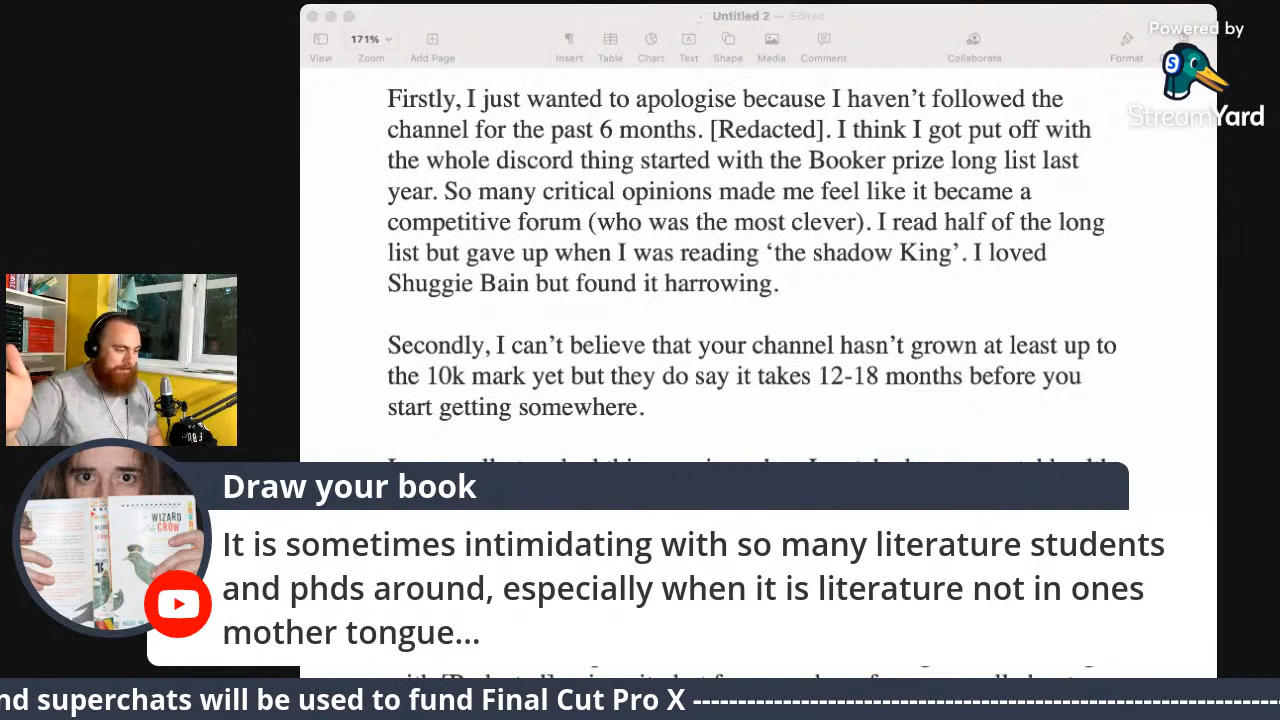 Untitled 2 — Edited
171%
View Zoom Add Page Insert Table Chart Text Shape Media Comment Collaborate Format
Powered by
StreamYard
Firstly, I just wanted to apologise because I haven’t followed the
channel for the past 6 months. [Redacted]. I think I got put off with
the whole discord thing started with the Booker prize long list last
year. So many critical opinions made me feel like it became a
competitive forum (who was the most clever). I read half of the long
list but gave up when I was reading ‘the shadow King’. I loved
Shuggie Bain but found it harrowing.
Secondly, I can’t believe that your channel hasn’t grown at least up to
the 10k mark yet but they do say it takes 12-18 months before you
start getting somewhere.
Draw your book
It is sometimes intimidating with so many literature students
and phds around, especially when it is literature not in ones
mother tongue...
WIZARD
CROW
nd superchats will be used to fund Final Cut Pro X